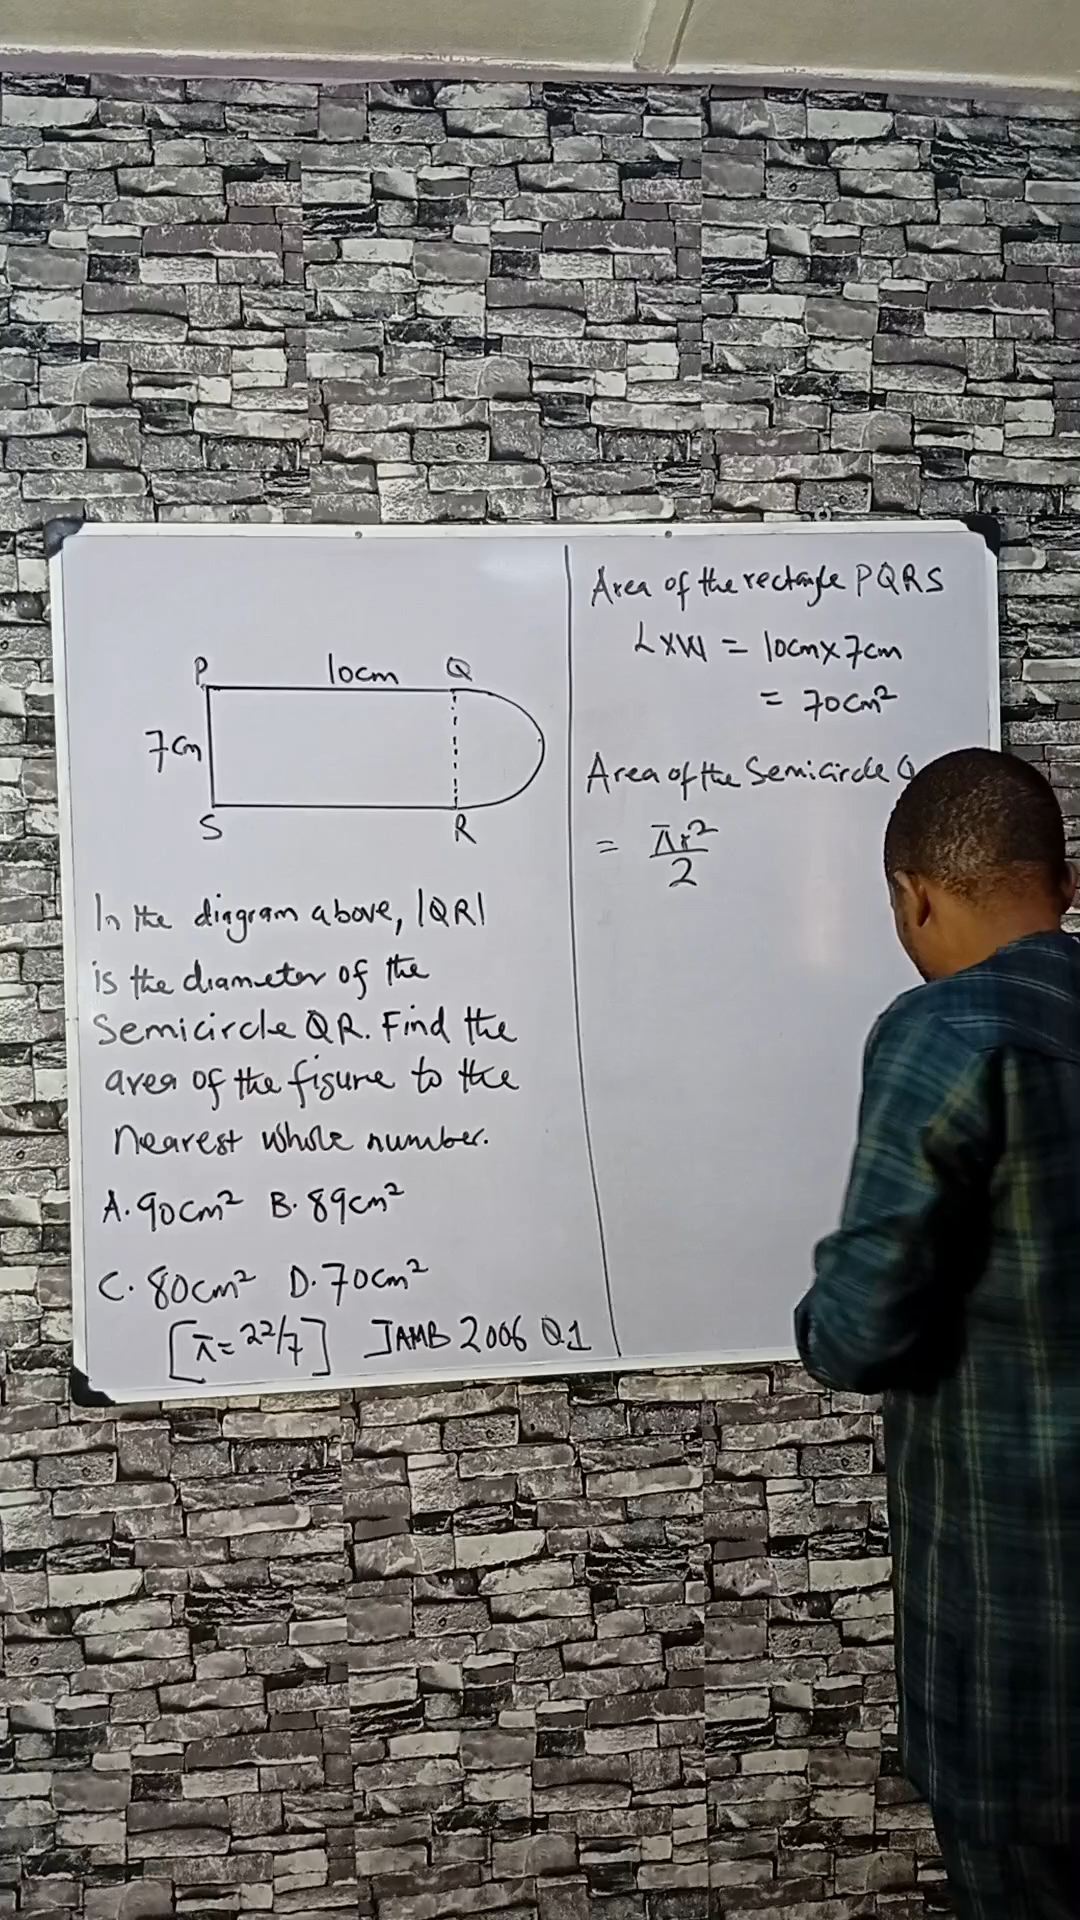 P 10cm Q
7cm
S R
In the diagram above, |QR|
is the diameter of the
Semicircle QR. Find the
area of the figure to the
nearest whole number.
A. 90cm² B. 89cm²
C. 80cm² D. 70cm²
[π = 22/7] JAMB 2006 Q1
Area of the rectangle PQRS
L×W = 10cm × 7cm
= 70cm²
Area of the Semicircle Q
= πr²
2